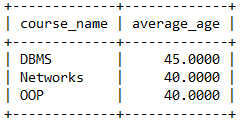 +-------------+-------------+
| course_name | average_age |
+-------------+-------------+
| DBMS        |     45.0000 |
| Networks    |     40.0000 |
| OOP         |     40.0000 |
+-------------+-------------+